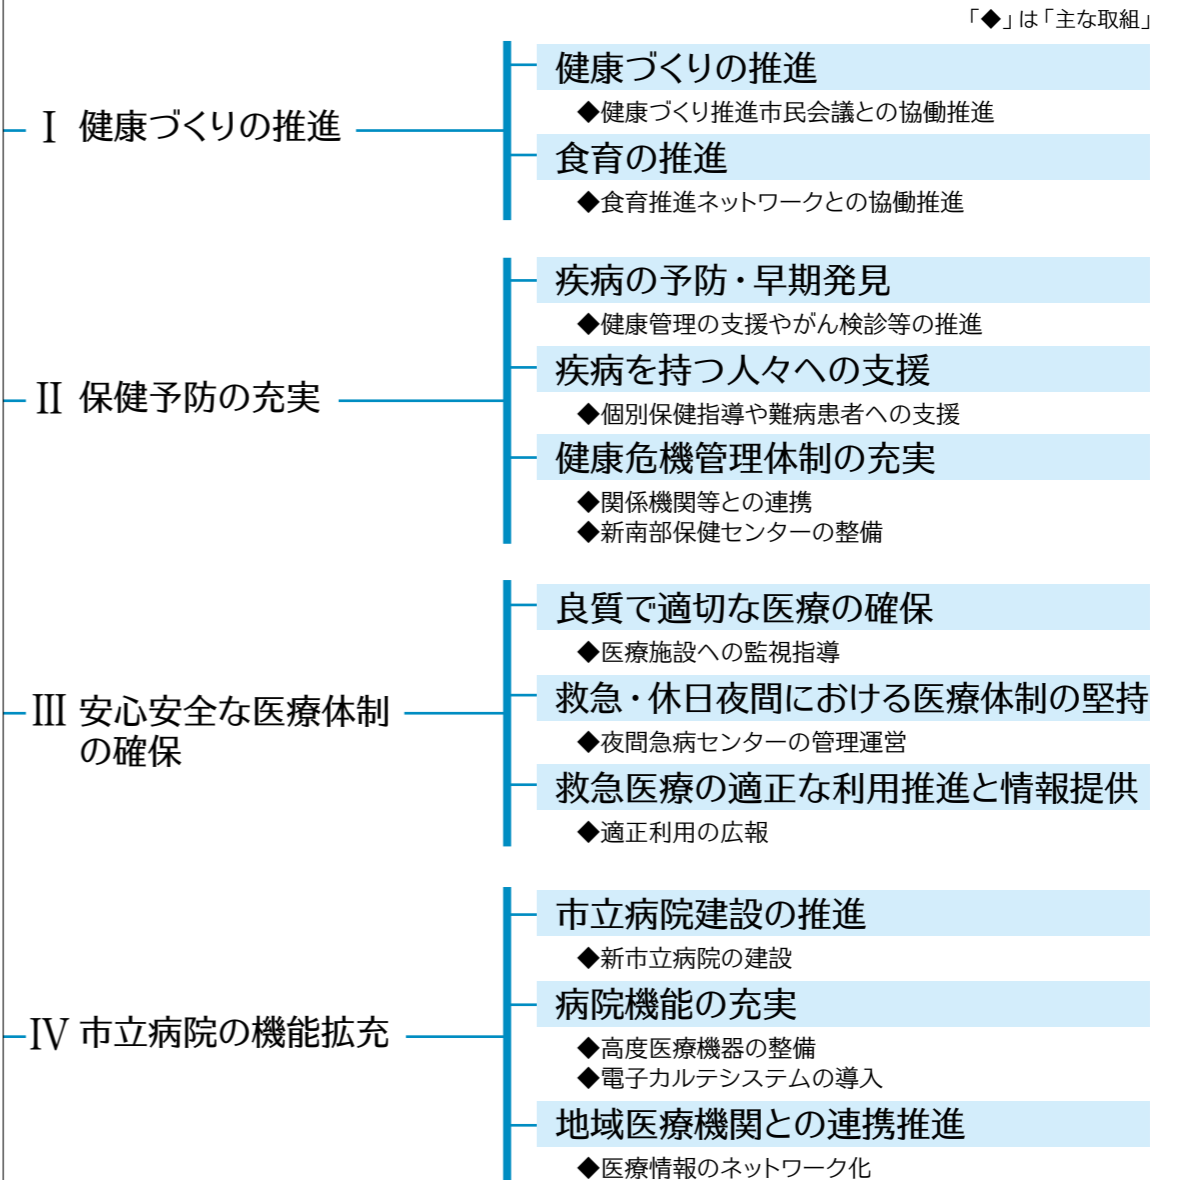 「◆」は「主な取組」
Ⅰ 健康づくりの推進
健康づくりの推進
◆健康づくり推進市民会議との協働推進
食育の推進
◆食育推進ネットワークとの協働推進
Ⅱ 保健予防の充実
疾病の予防・早期発見
◆健康管理の支援やがん検診等の推進
疾病を持つ人々への支援
◆個別保健指導や難病患者への支援
健康危機管理体制の充実
◆関係機関等との連携
◆新南部保健センターの整備
Ⅲ 安心安全な医療体制
の確保
良質で適切な医療の確保
◆医療施設への監視指導
救急・休日夜間における医療体制の堅持
◆夜間急病センターの管理運営
救急医療の適正な利用推進と情報提供
◆適正利用の広報
Ⅳ 市立病院の機能拡充
市立病院建設の推進
◆新市立病院の建設
病院機能の充実
◆高度医療機器の整備
◆電子カルテシステムの導入
地域医療機関との連携推進
◆医療情報のネットワーク化